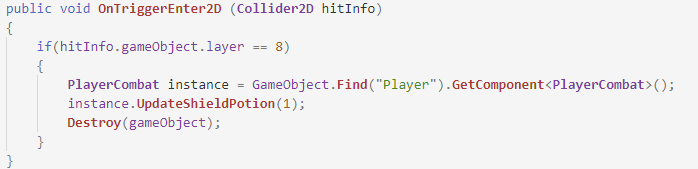 public void OnTriggerEnter2D (Collider2D hitInfo)
{
    if(hitInfo.gameObject.layer == 8)
    {
        PlayerCombat instance = GameObject.Find("Player").GetComponent<PlayerCombat>();
        instance.UpdateShieldPotion(1);
        Destroy(gameObject);
    }
}